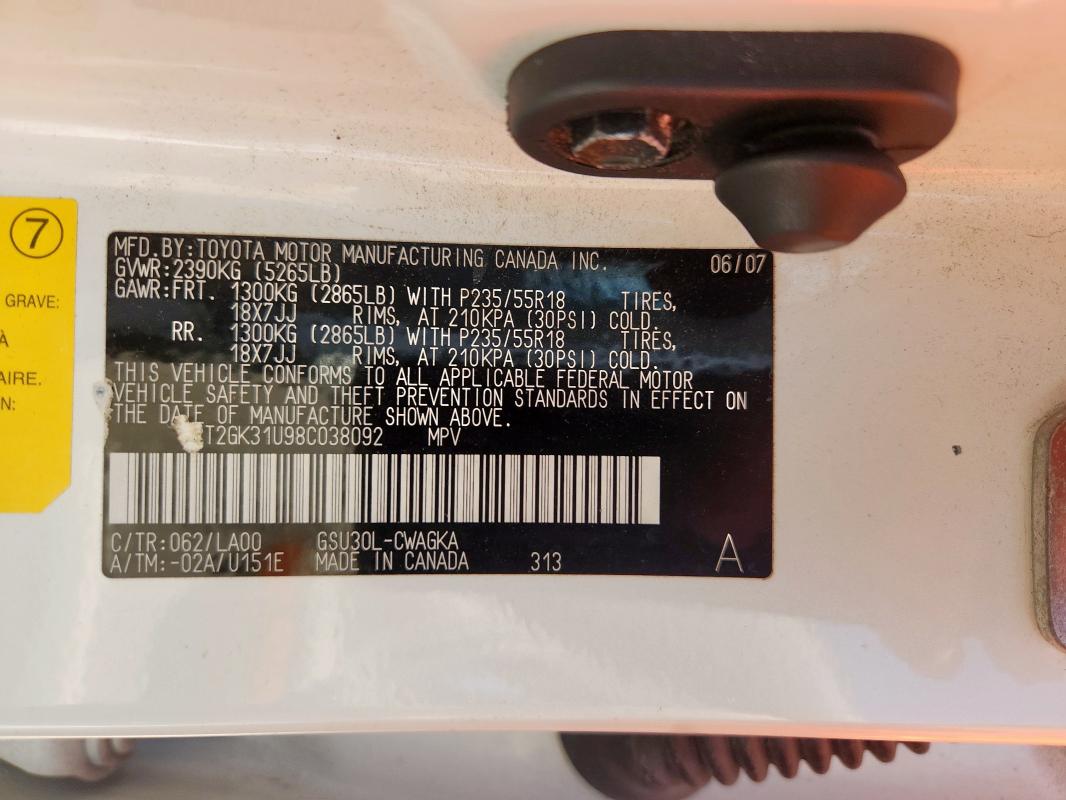 7
GRAVE:
À
AIRE.
N:
MFD.BY:TOYOTA MOTOR MANUFACTURING CANADA INC. 06/07
GVWR:2390KG (5265LB)
GAWR:FRT. 1300KG (2865LB) WITH P235/55R18 TIRES,
18X7JJ RIMS, AT 210KPA (30PSI) COLD.
RR. 1300KG (2865LB) WITH P235/55R18 TIRES,
18X7JJ RIMS, AT 210KPA (30PSI) COLD.
THIS VEHICLE CONFORMS TO ALL APPLICABLE FEDERAL MOTOR
VEHICLE SAFETY AND THEFT PREVENTION STANDARDS IN EFFECT ON
THE DATE OF MANUFACTURE SHOWN ABOVE.
T2GK31U98C038092 MPV
C/TR:062/LA00 GSU30L-CWAGKA
A/TM:-02A/U151E MADE IN CANADA 313 A